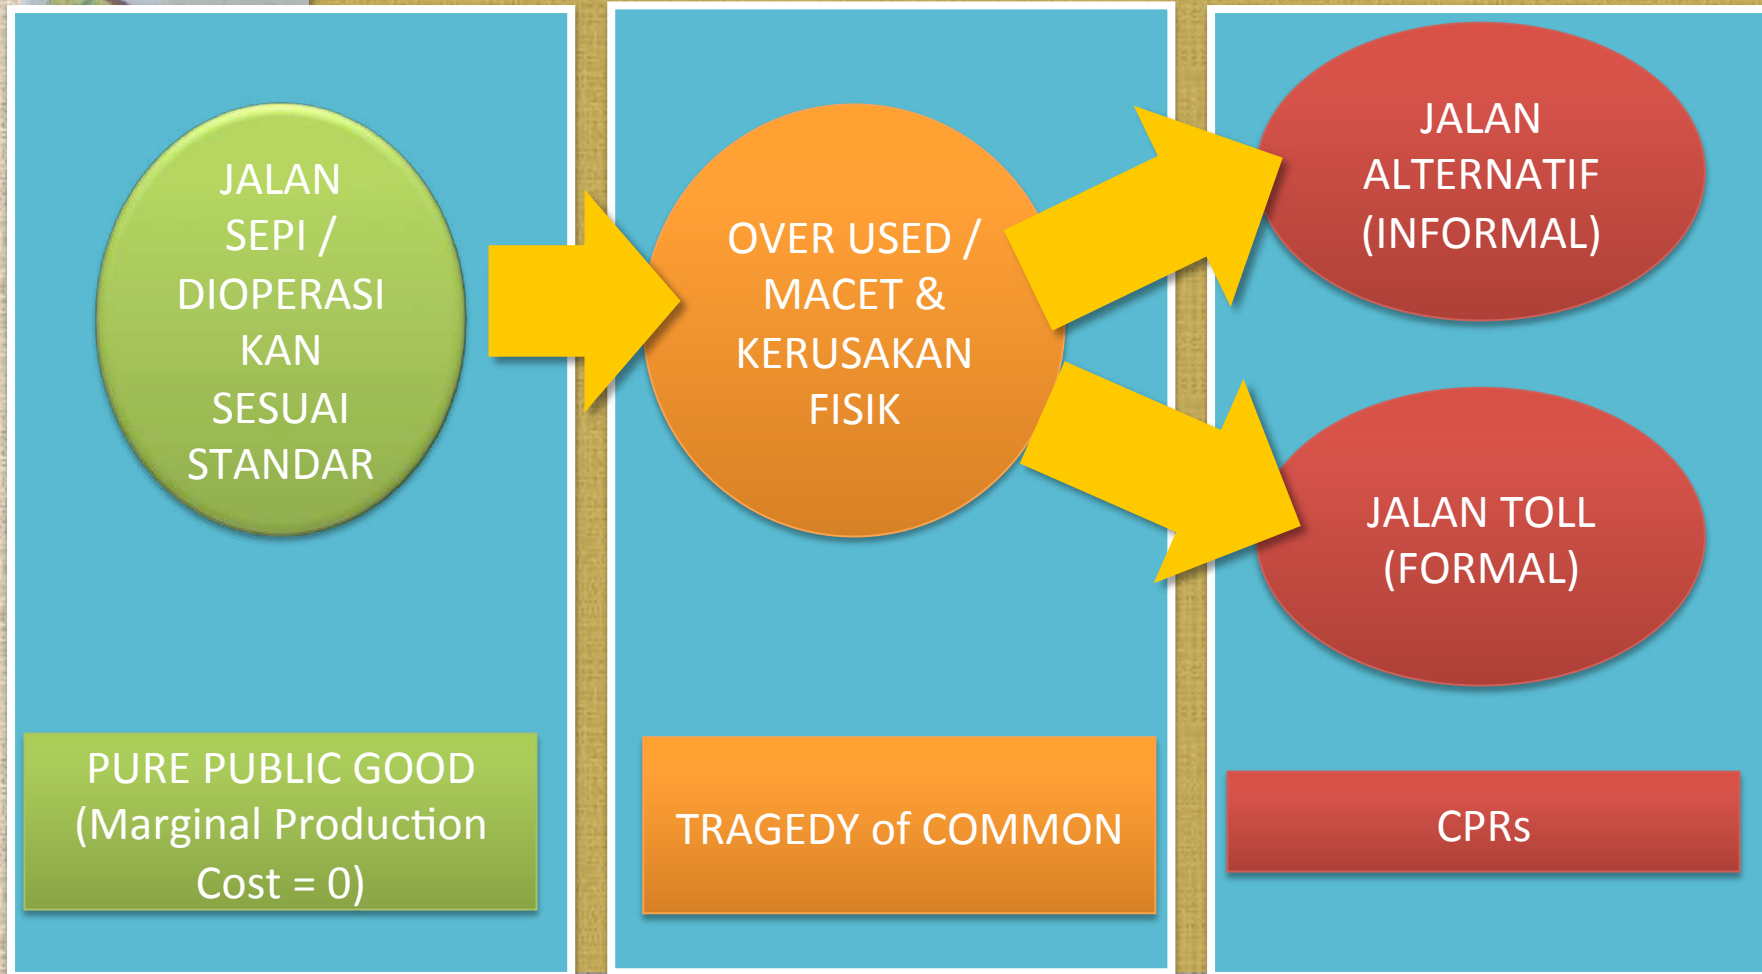 JALAN
SEPI /
DIOPERASI
KAN
SESUAI
STANDAR
PURE PUBLIC GOOD
(Marginal Production
Cost = 0)
OVER USED /
MACET &
KERUSAKAN
FISIK
TRAGEDY of COMMON
JALAN
ALTERNATIF
(INFORMAL)
JALAN TOLL
(FORMAL)
CPRs